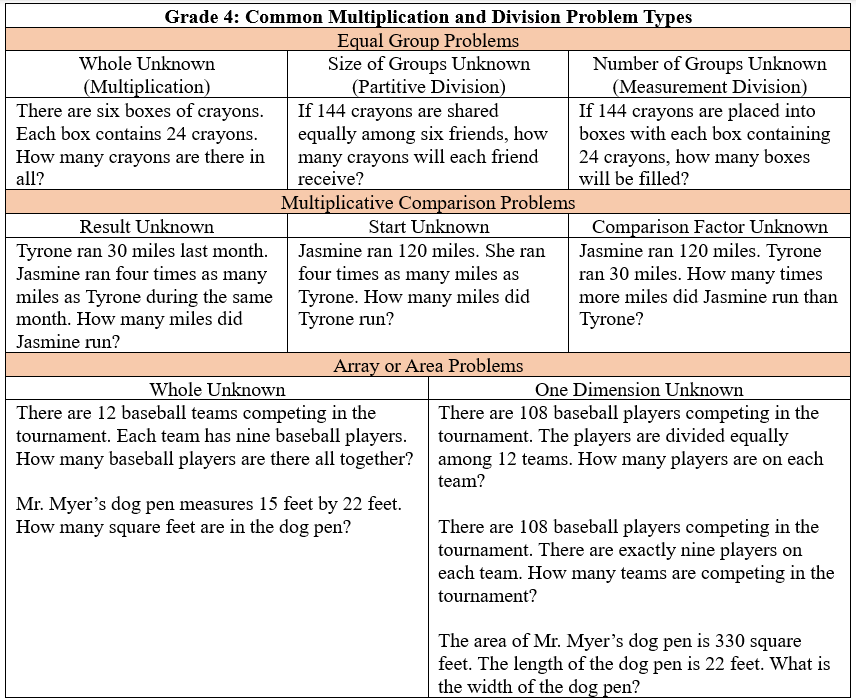 Grade 4: Common Multiplication and Division Problem Types
Equal Group Problems
Whole Unknown
(Multiplication)
Size of Groups Unknown
(Partitive Division)
Number of Groups Unknown
(Measurement Division)
There are six boxes of crayons.
Each box contains 24 crayons.
How many crayons are there in
all?
If 144 crayons are shared
equally among six friends, how
many crayons will each friend
receive?
If 144 crayons are placed into
boxes with each box containing
24 crayons, how many boxes
will be filled?
Multiplicative Comparison Problems
Result Unknown
Start Unknown
Comparison Factor Unknown
Tyrone ran 30 miles last month.
Jasmine ran four times as many
miles as Tyrone during the same
month. How many miles did
Jasmine run?
Jasmine ran 120 miles. She ran
four times as many miles as
Tyrone. How many miles did
Tyrone run?
Jasmine ran 120 miles. Tyrone
ran 30 miles. How many times
more miles did Jasmine run than
Tyrone?
Array or Area Problems
Whole Unknown
One Dimension Unknown
There are 12 baseball teams competing in the
tournament. Each team has nine baseball players.
How many baseball players are there all together?
Mr. Myer’s dog pen measures 15 feet by 22 feet.
How many square feet are in the dog pen?
There are 108 baseball players competing in the
tournament. The players are divided equally
among 12 teams. How many players are on each
team?
There are 108 baseball players competing in the
tournament. There are exactly nine players on
each team. How many teams are competing in the
tournament?
The area of Mr. Myer’s dog pen is 330 square
feet. The length of the dog pen is 22 feet. What is
the width of the dog pen?